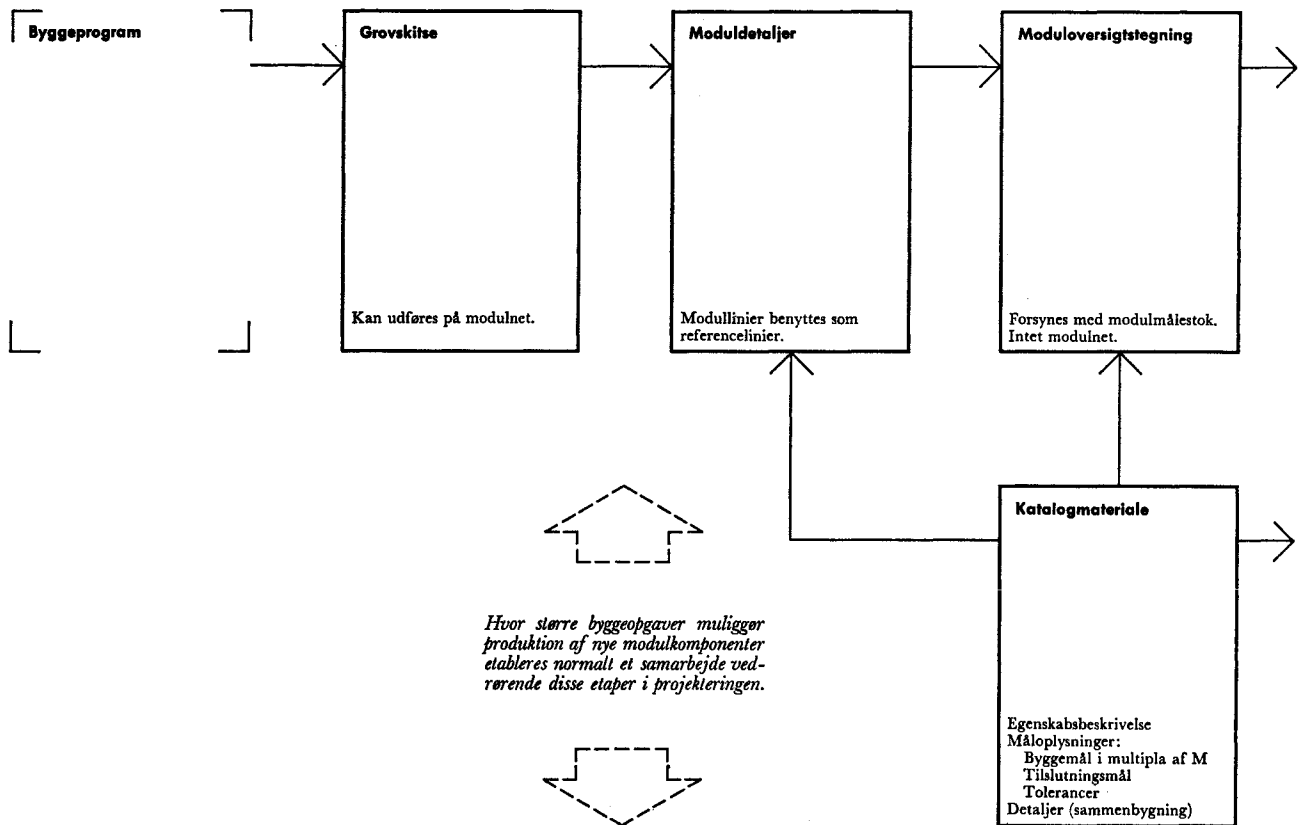 Byggeprogram
Grovskitse
Kan udføres på modulnet.
Moduldetaljer
Modullinier benyttes som
referencelinier.
Moduloversigtstegning
Forsynes med modulmålestok.
Intet modulnet.
Hvor større byggeopgaver muliggør
produktion af nye modulkomponenter
etableres normalt et samarbejde ved-
rørende disse etaper i projekteringen.
Katalogmateriale
Egenskabsbeskrivelse
Måloplysninger:
Byggemål i multipla af M
Tilslutningsmål
Tolerancer
Detaljer (sammenbygning)